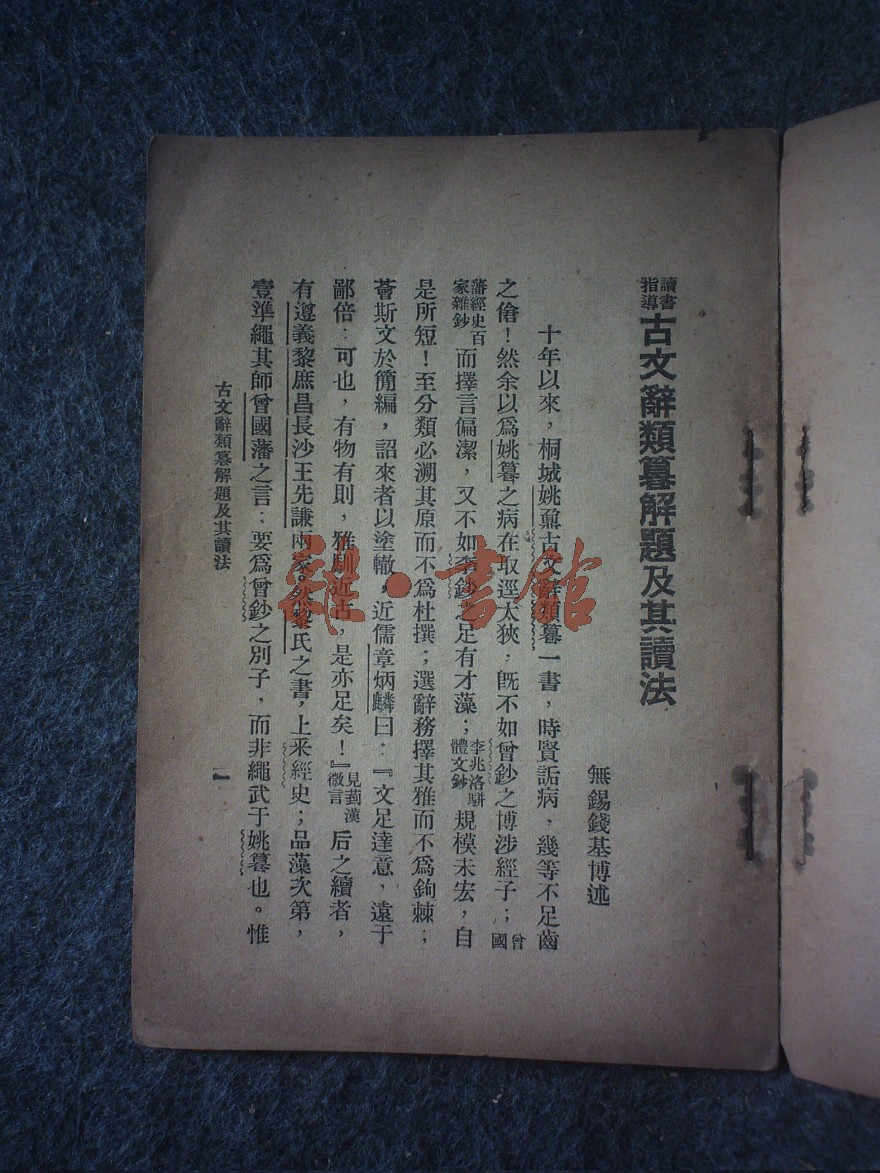 讀書指導古文辭類纂解題及其讀法
無錫錢基博述
十年以來，桐城姚鼐古文辭類纂一書，時賢詬病，幾等不足齒
之傖！然余以爲姚纂之病在取逕太狹；既不如曾鈔之博涉經子；曾國
藩經史百家雜鈔而擇言偏潔，又不如李鈔之足有才藻；李兆洛駢體文鈔規模未宏，自
是所短！至分類必溯其原而不爲杜撰；選辭務擇其雅而不爲鉤棘；
薈斯文於簡編，詔來者以塗轍，近儒章炳麟曰：『文足達意，遠于
鄙倍；可也，有物有則，雅馴近古，是亦足矣！』見菿漢微言后之續者，
有遵義黎庶昌長沙王先謙兩家。然黎氏之書，上釆經史；品藻次第，
壹準繩其師曾國藩之言；要爲曾鈔之別子，而非繩武于姚纂也。惟
古文辭類纂解題及其讀法
一
雒·書館